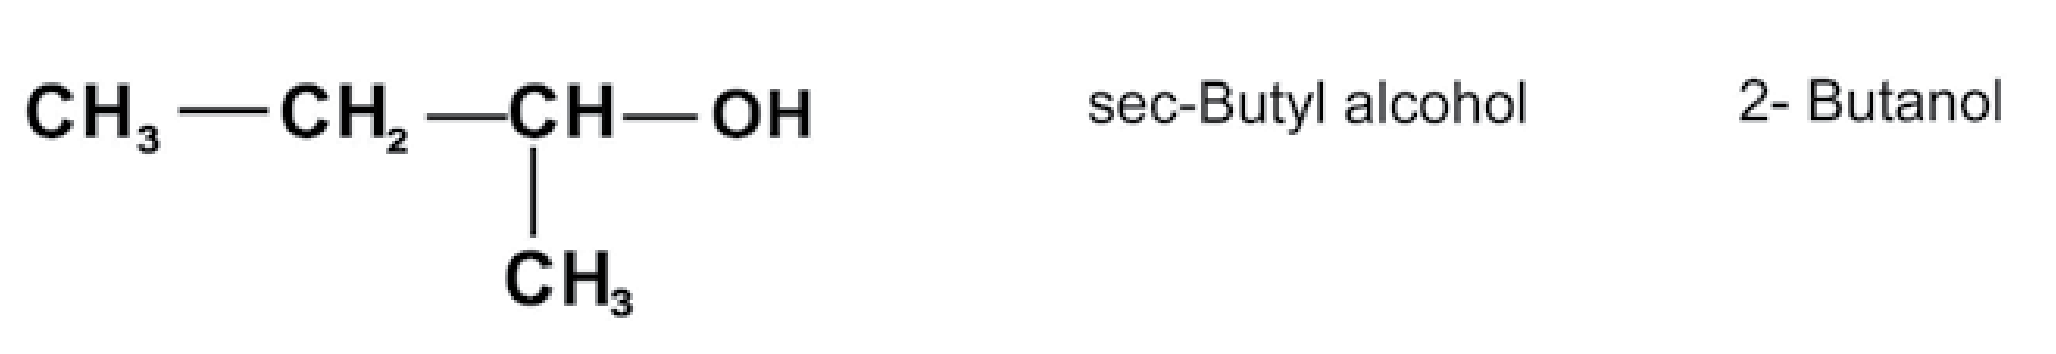 CH₃—CH₂—CH—OH sec-Butyl alcohol 2- Butanol
CH₃